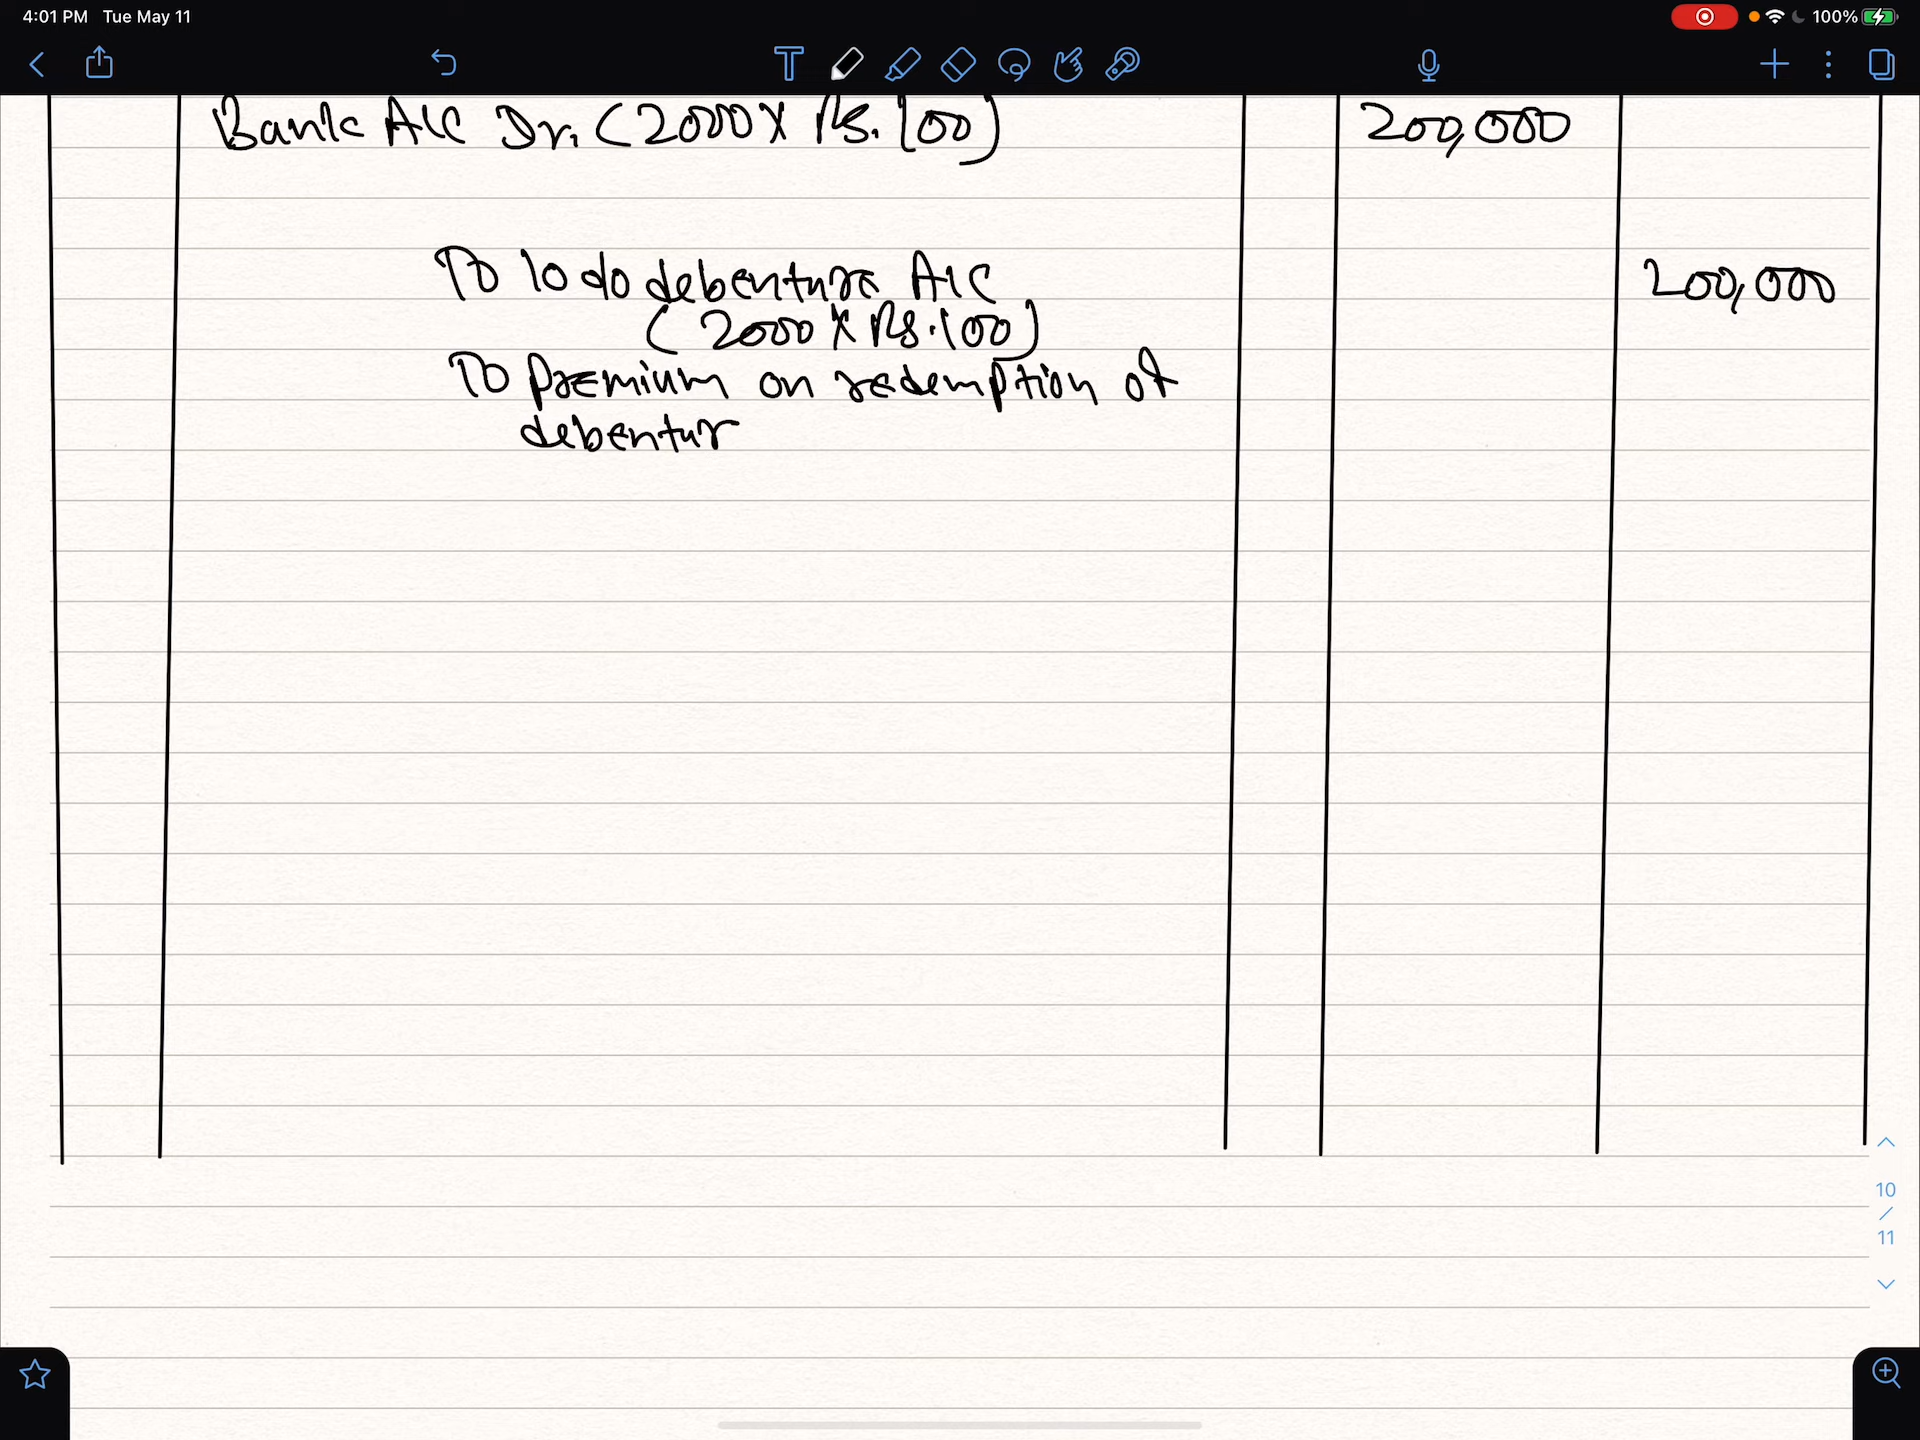 4:01 PM Tue May 11
100%
T
Bank A/C Dr. (2000 X Rs. 100) 200,000
To 10 % debenture A/C 200,000
(2000 X Rs. 100)
To Premium on redemption of
debentur
10
/
11